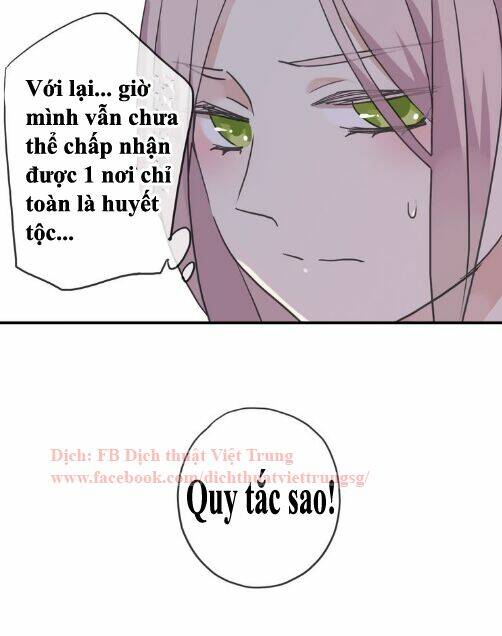 Với lại... giờ
mình vẫn chưa
thể chấp nhận
được 1 nơi chỉ
toàn là huyết
tộc...
Dịch: FB Dịch thuật Việt Trung
www.facebook.com/dichthuatviettrungsg/
Quy tắc sao!